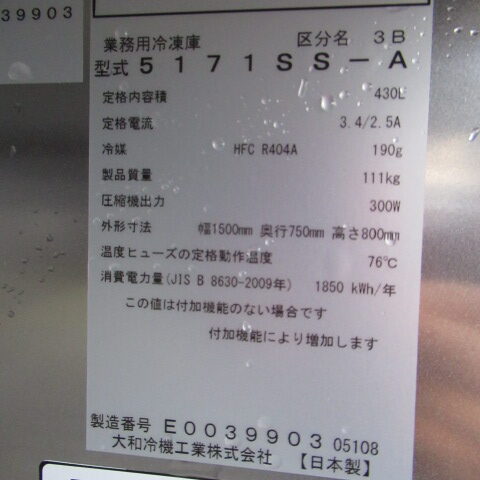 39903
業務用冷凍庫 区分名 3B
型式 5171SS-A
定格内容積 430L
定格電流 3.4/2.5A
冷媒 HFC R404A 190g
製品質量 111kg
圧縮機出力 300W
外形寸法 幅1500mm 奥行750mm 高さ800mm
温度ヒューズの定格動作温度 76℃
消費電力量(JIS B 8630-2009年) 1850 kWh/年
この値は付加機能のない場合です
付加機能により増加します
製造番号 E0039903 05108
大和冷機工業株式会社 【日本製】